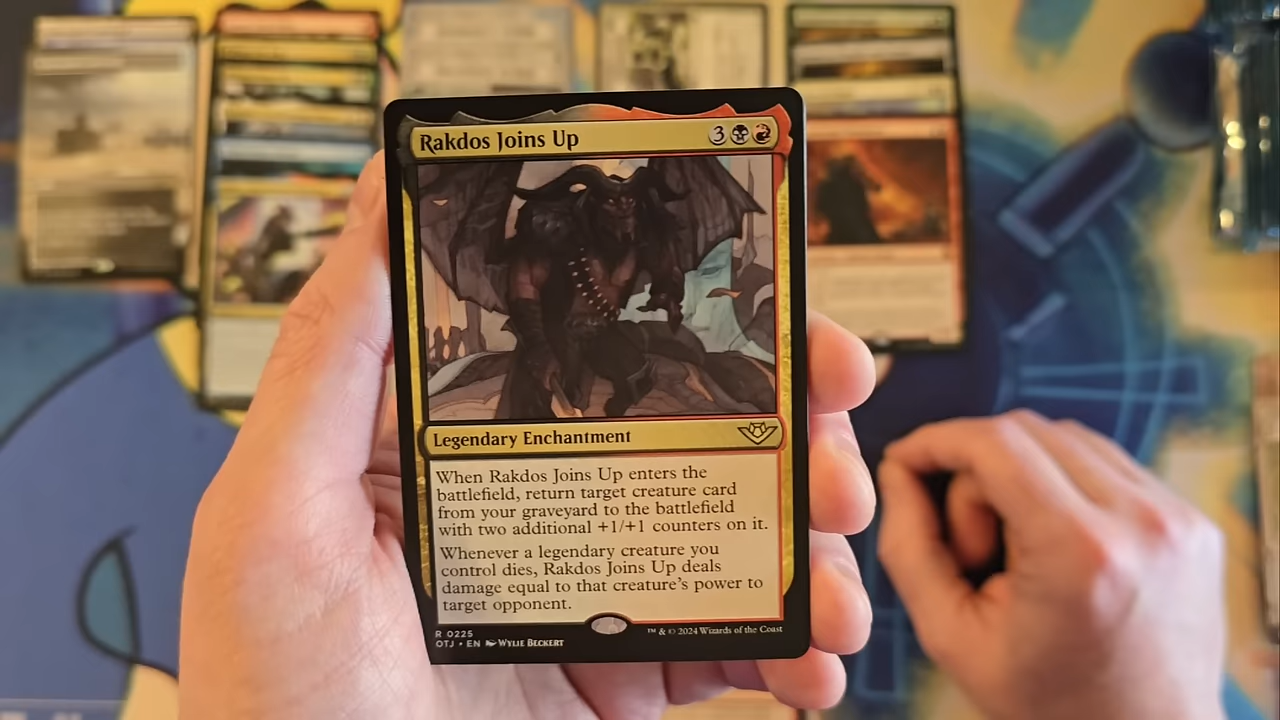 Rakdos Joins Up 3
Legendary Enchantment
When Rakdos Joins Up enters the
battlefield, return target creature card
from your graveyard to the battlefield
with two additional +1/+1 counters on it.
Whenever a legendary creature you
control dies, Rakdos Joins Up deals
damage equal to that creature's power to
target opponent.
R 0225
OTJ • EN WYLIE BECKERT
™ & © 2024 Wizards of the Coast